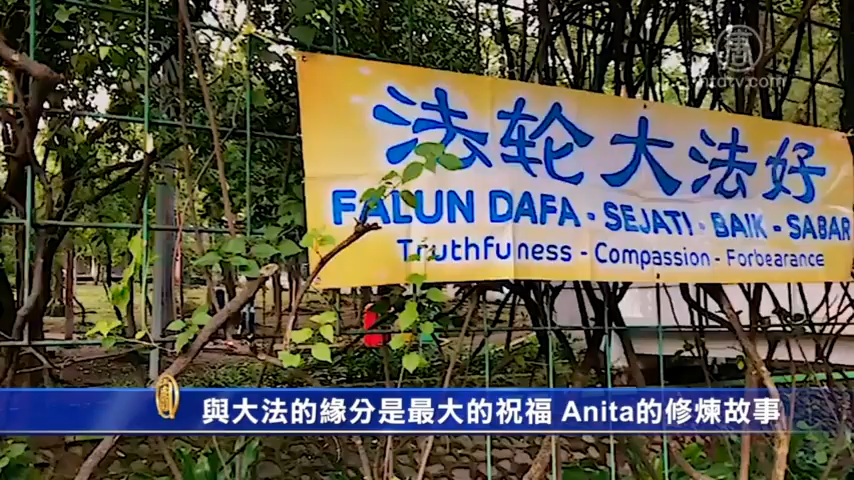 唐
ntdtv.com
法轮大法好
FALUN DAFA - SEJATI - BAIK - SABAR
Truthfulness - Compassion - Forbearance
與大法的緣分是最大的祝福 Anita的修煉故事